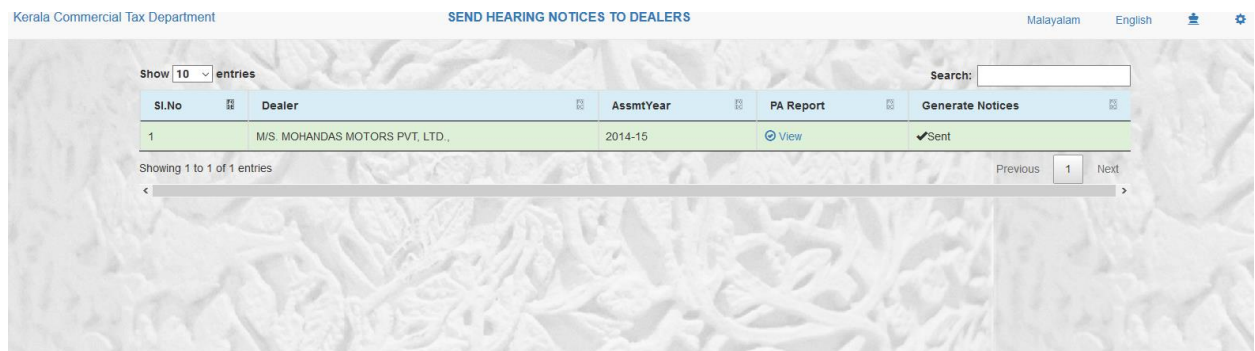 Kerala Commercial Tax Department SEND HEARING NOTICES TO DEALERS Malayalam English
Show 10 entries Search:
Sl.No Dealer AssmtYear PA Report Generate Notices
1 M/S. MOHANDAS MOTORS PVT, LTD., 2014-15 View ✔Sent
Showing 1 to 1 of 1 entries Previous 1 Next